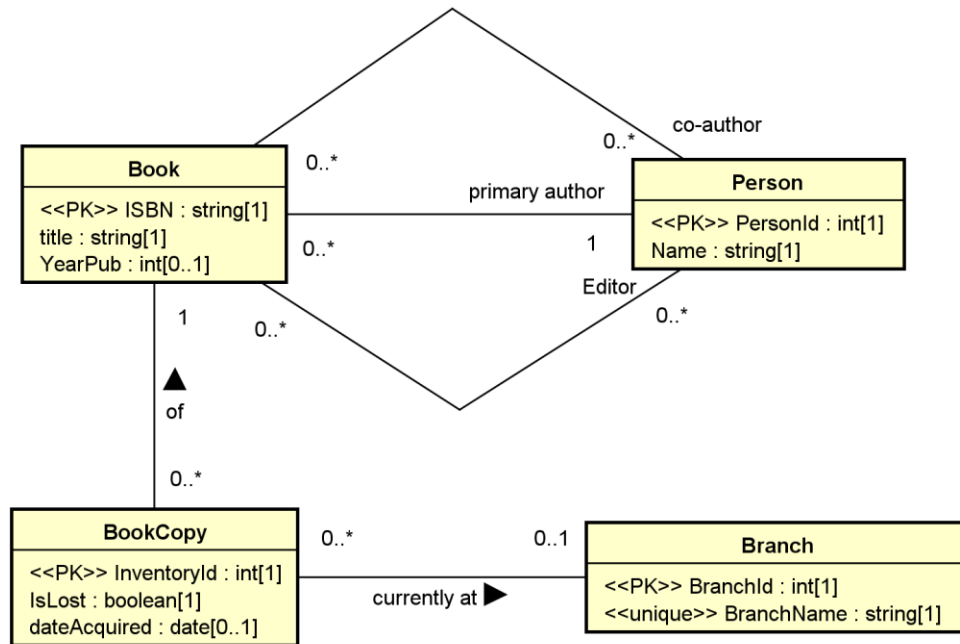 co-author
0..*
0..*
Book
<<PK>> ISBN : string[1]
title : string[1]
YearPub : int[0..1]
primary author
0..*
1
Person
<<PK>> PersonId : int[1]
Name : string[1]
Editor
0..*
0..*
1
of
0..*
BookCopy
<<PK>> InventoryId : int[1]
IsLost : boolean[1]
dateAcquired : date[0..1]
0..*
0..1
currently at
Branch
<<PK>> BranchId : int[1]
<<unique>> BranchName : string[1]